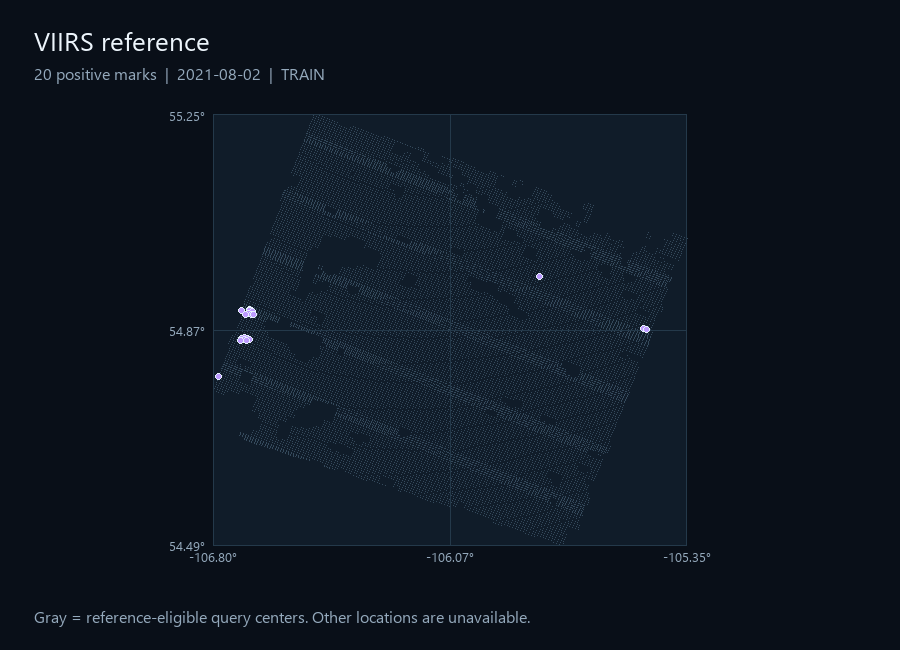 VIIRS reference
20 positive marks | 2021-08-02 | TRAIN
55.25°
54.87°
54.49°
-106.80°
-106.07°
-105.35°
Gray = reference-eligible query centers. Other locations are unavailable.